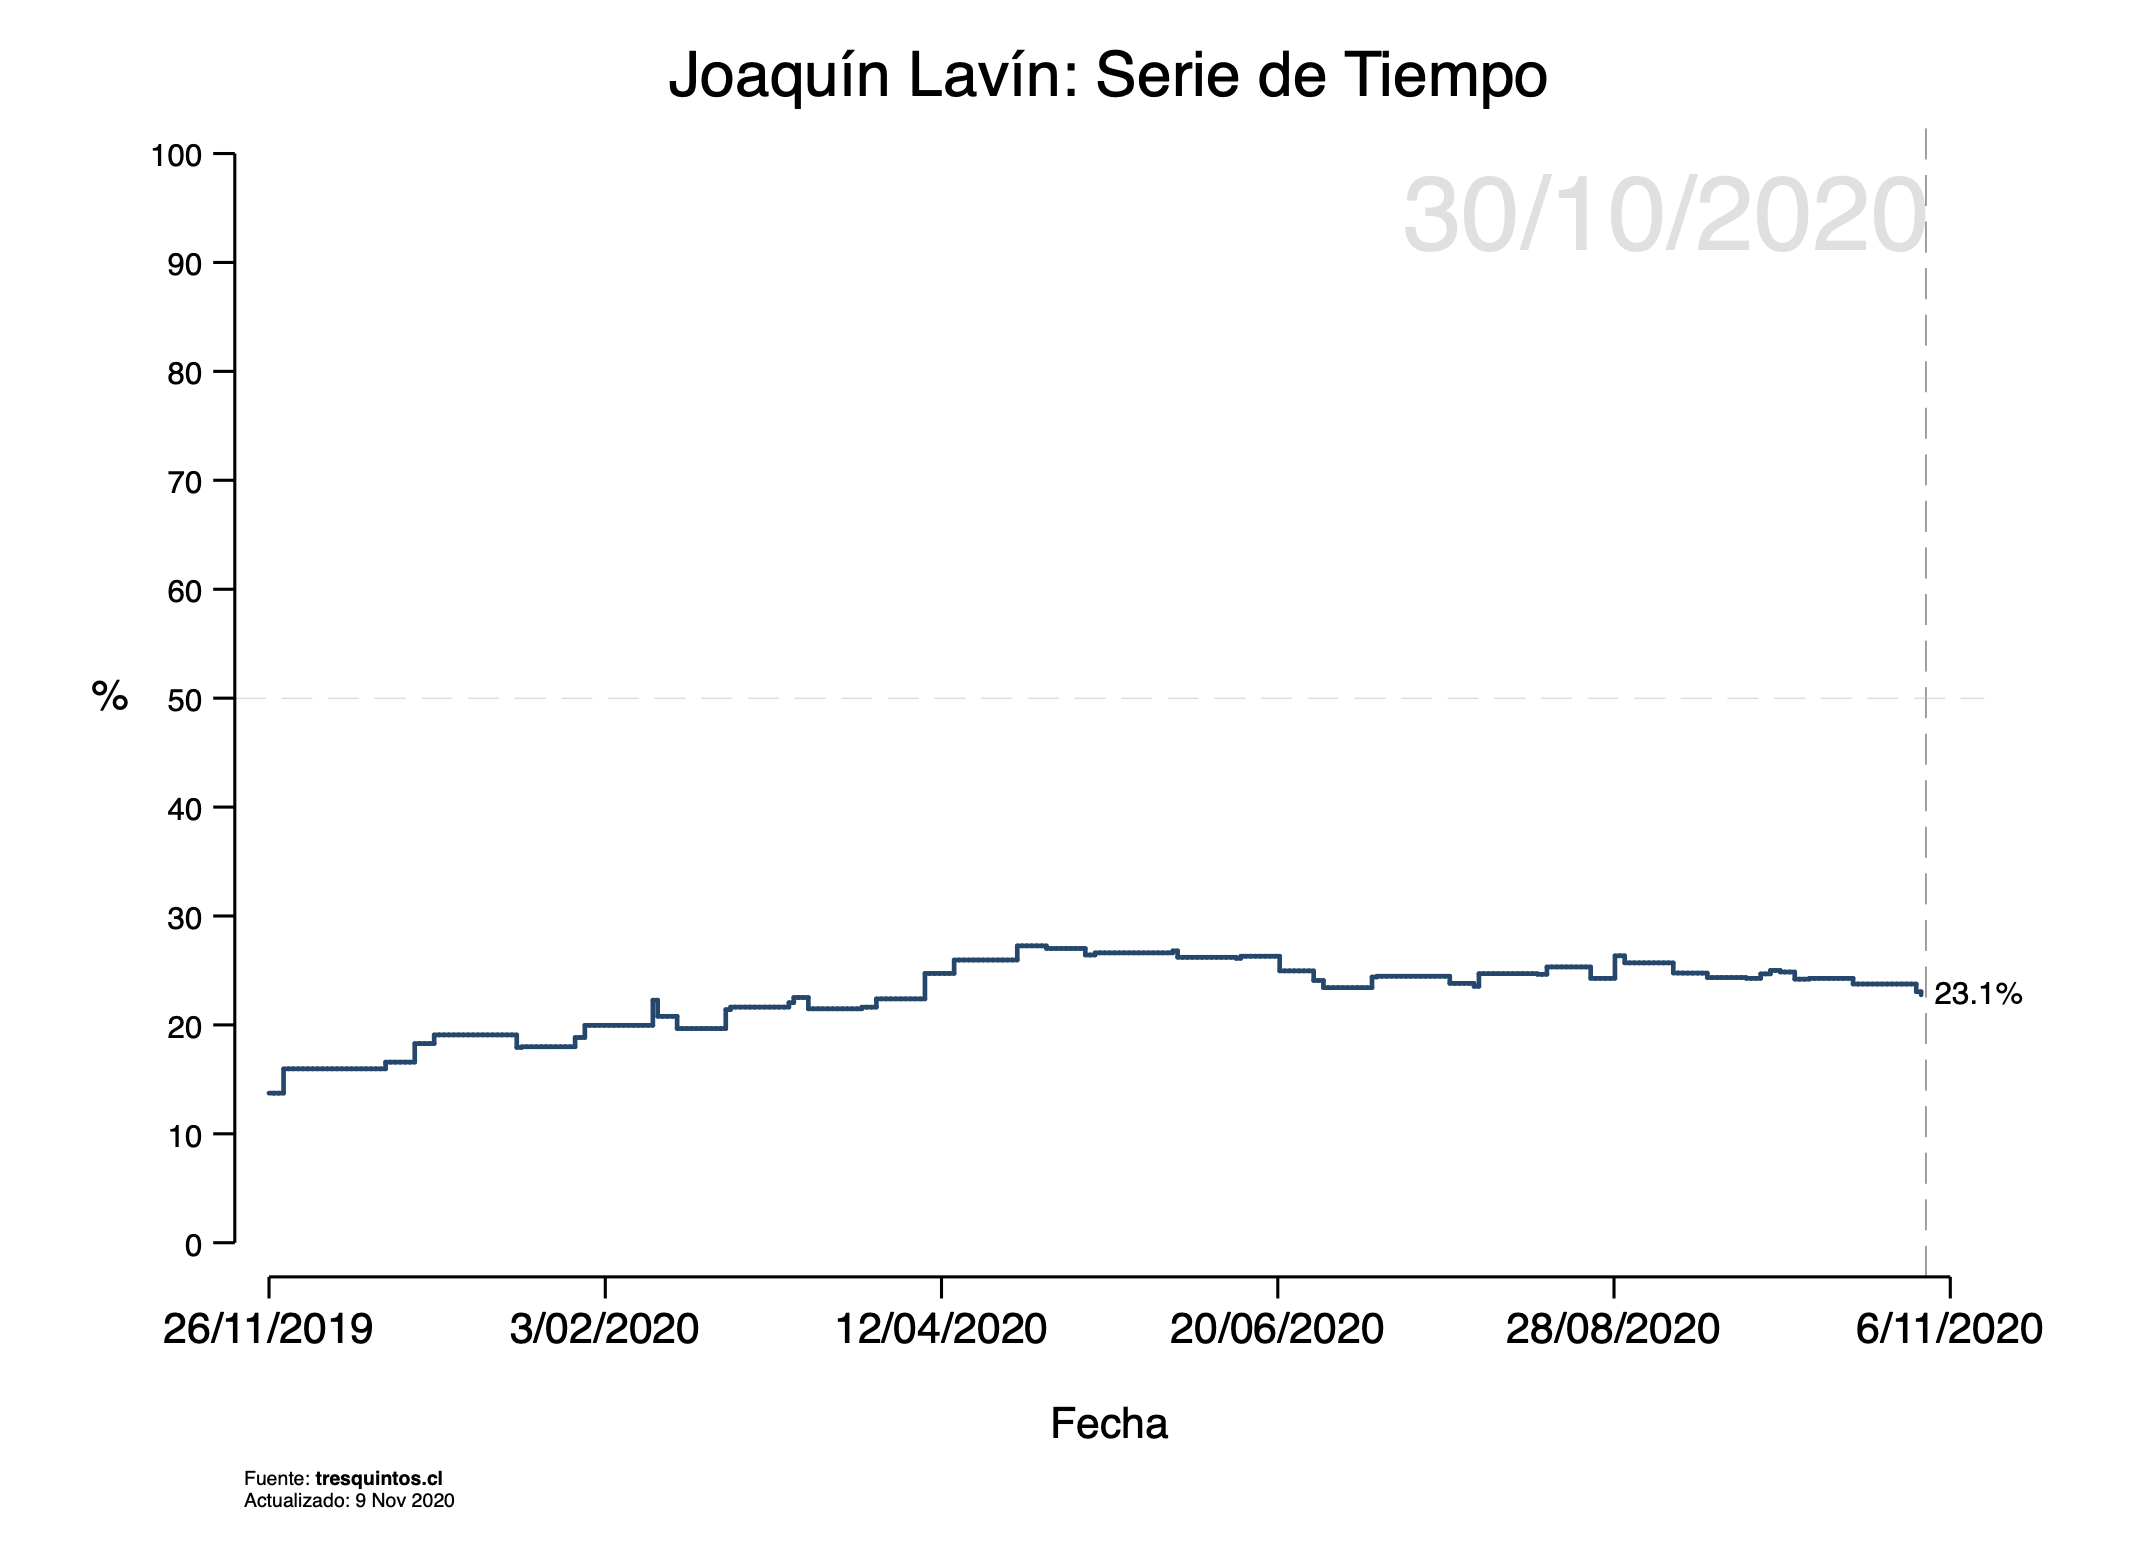 Joaquín Lavín: Serie de Tiempo
30/10/2020
100
90
80
70
60
50
40
30
20
10
0
%
23.1%
26/11/2019 3/02/2020 12/04/2020 20/06/2020 28/08/2020 6/11/2020
Fecha
Fuente: tresquintos.cl
Actualizado: 9 Nov 2020